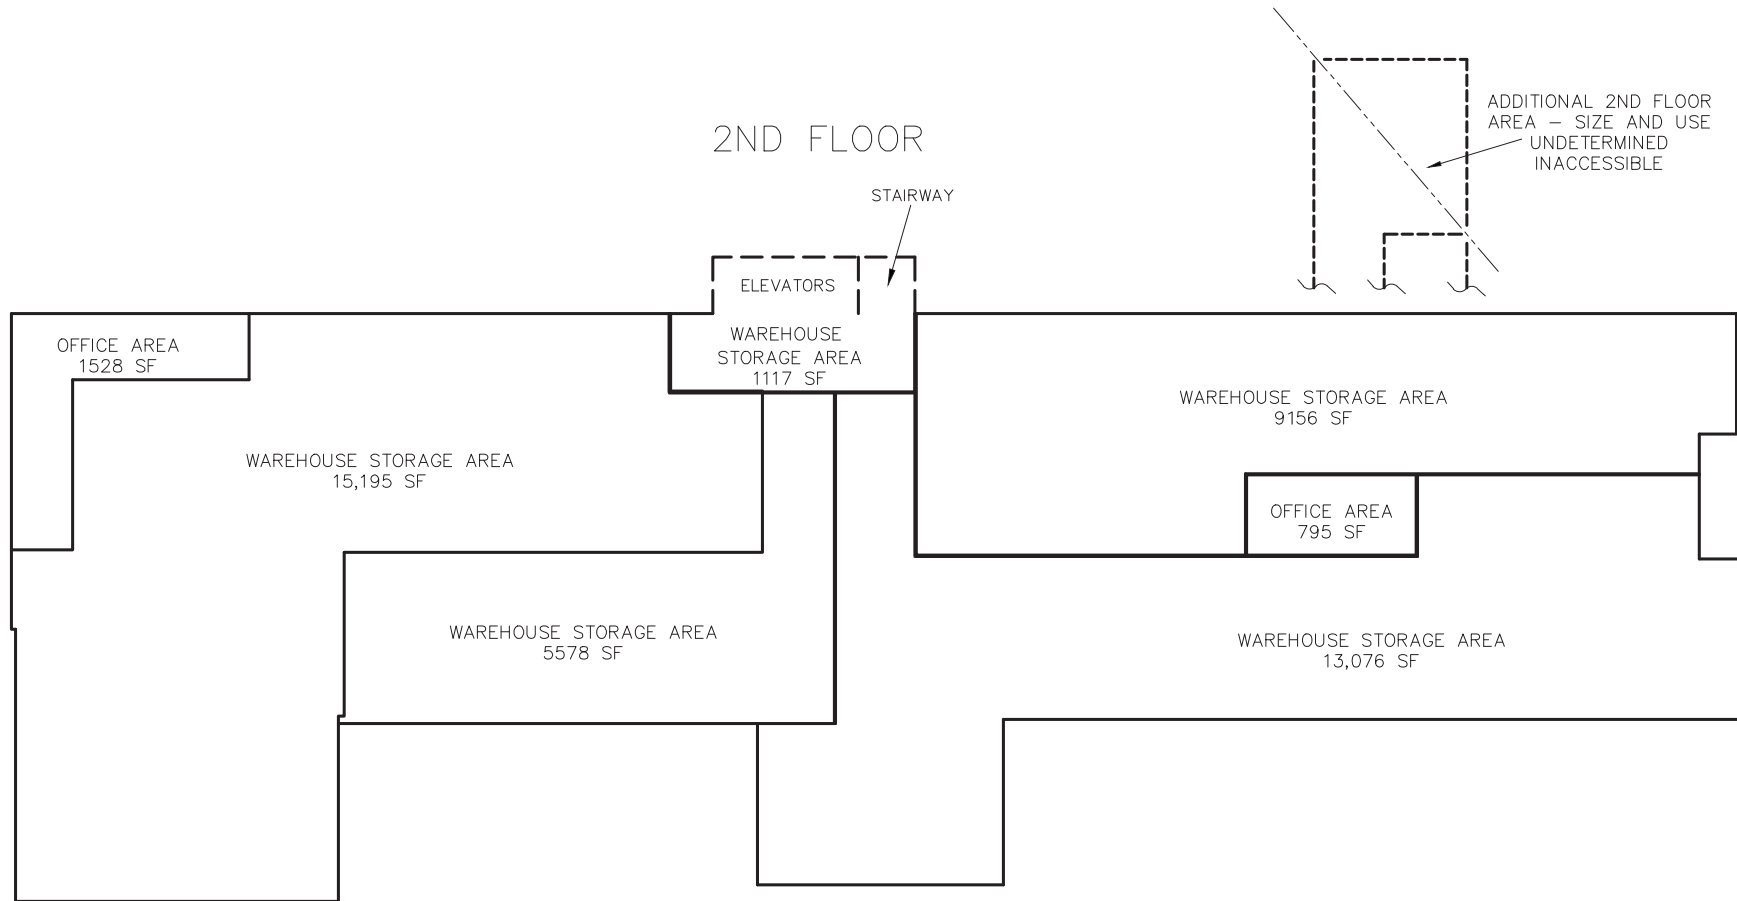 2ND FLOOR
ADDITIONAL 2ND FLOOR
AREA – SIZE AND USE
UNDETERMINED
INACCESSIBLE
STAIRWAY
ELEVATORS
OFFICE AREA
1528 SF
WAREHOUSE
STORAGE AREA
1117 SF
WAREHOUSE STORAGE AREA
9156 SF
WAREHOUSE STORAGE AREA
15,195 SF
OFFICE AREA
795 SF
WAREHOUSE STORAGE AREA
5578 SF
WAREHOUSE STORAGE AREA
13,076 SF